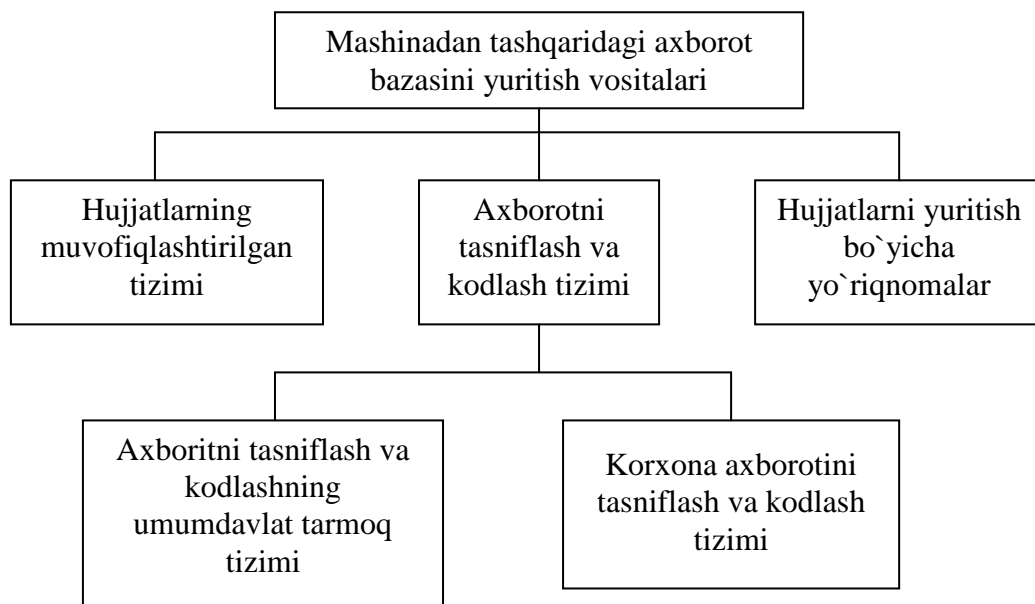 Mashinadan tashqaridagi axborot
bazasini yuritish vositalari
Hujjatlarning
muvofiqlashtirilgan
tizimi
Axborotni
tasniflash va
kodlash tizimi
Hujjatlarni yuritish
bo`yicha
yo`riqnomalar
Axboritni tasniflash va
kodlashning
umumdavlat tarmoq
tizimi
Korxona axborotini
tasniflash va kodlash
tizimi